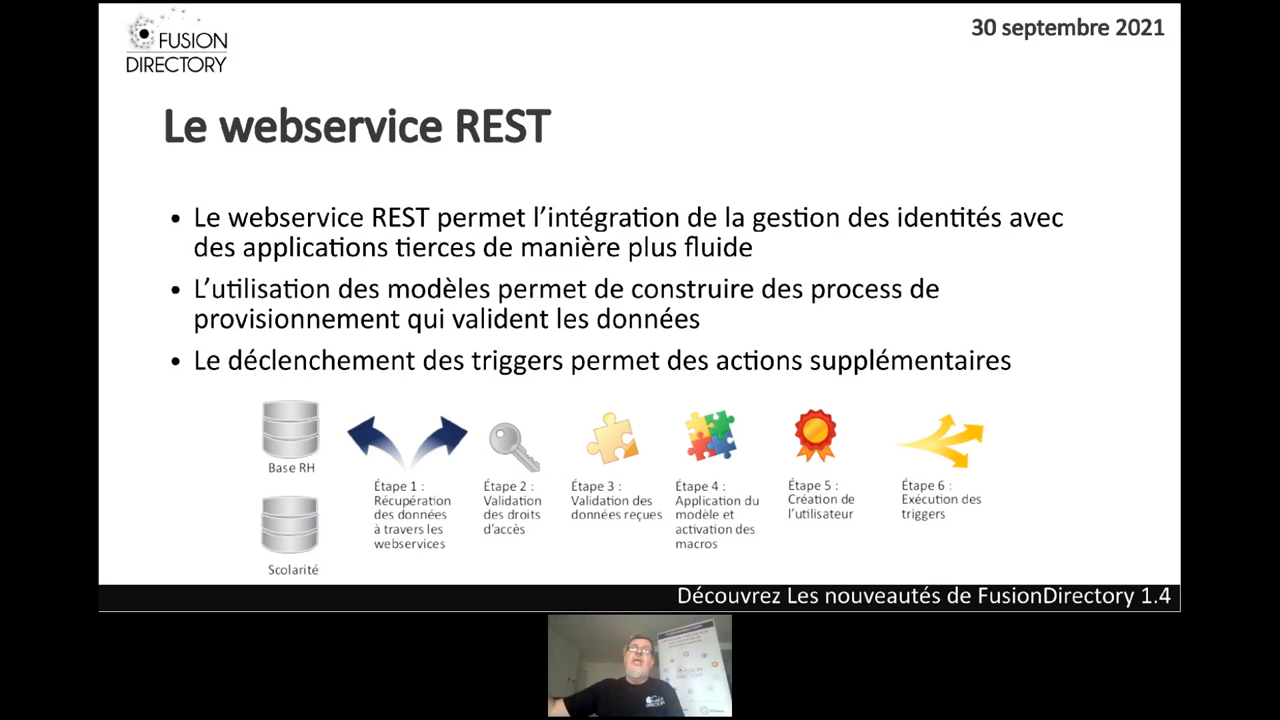 FUSION
DIRECTORY
30 septembre 2021
Le webservice REST
• Le webservice REST permet l’intégration de la gestion des identités avec
des applications tierces de manière plus fluide
• L’utilisation des modèles permet de construire des process de
provisionnement qui valident les données
• Le déclenchement des triggers permet des actions supplémentaires
Base RH
Scolarité
Étape 1 :
Récupération
des données
à travers les
webservices
Étape 2 :
Validation
des droits
d’accès
Étape 3 :
Validation des
données reçues
Étape 4 :
Application du
modèle et
activation des
macros
Étape 5 :
Création de
l’utilisateur
Étape 6 :
Exécution des
triggers
Découvrez Les nouveautés de FusionDirectory 1.4
FUSION
DIRECTORY
FUSION
DIRECTORY